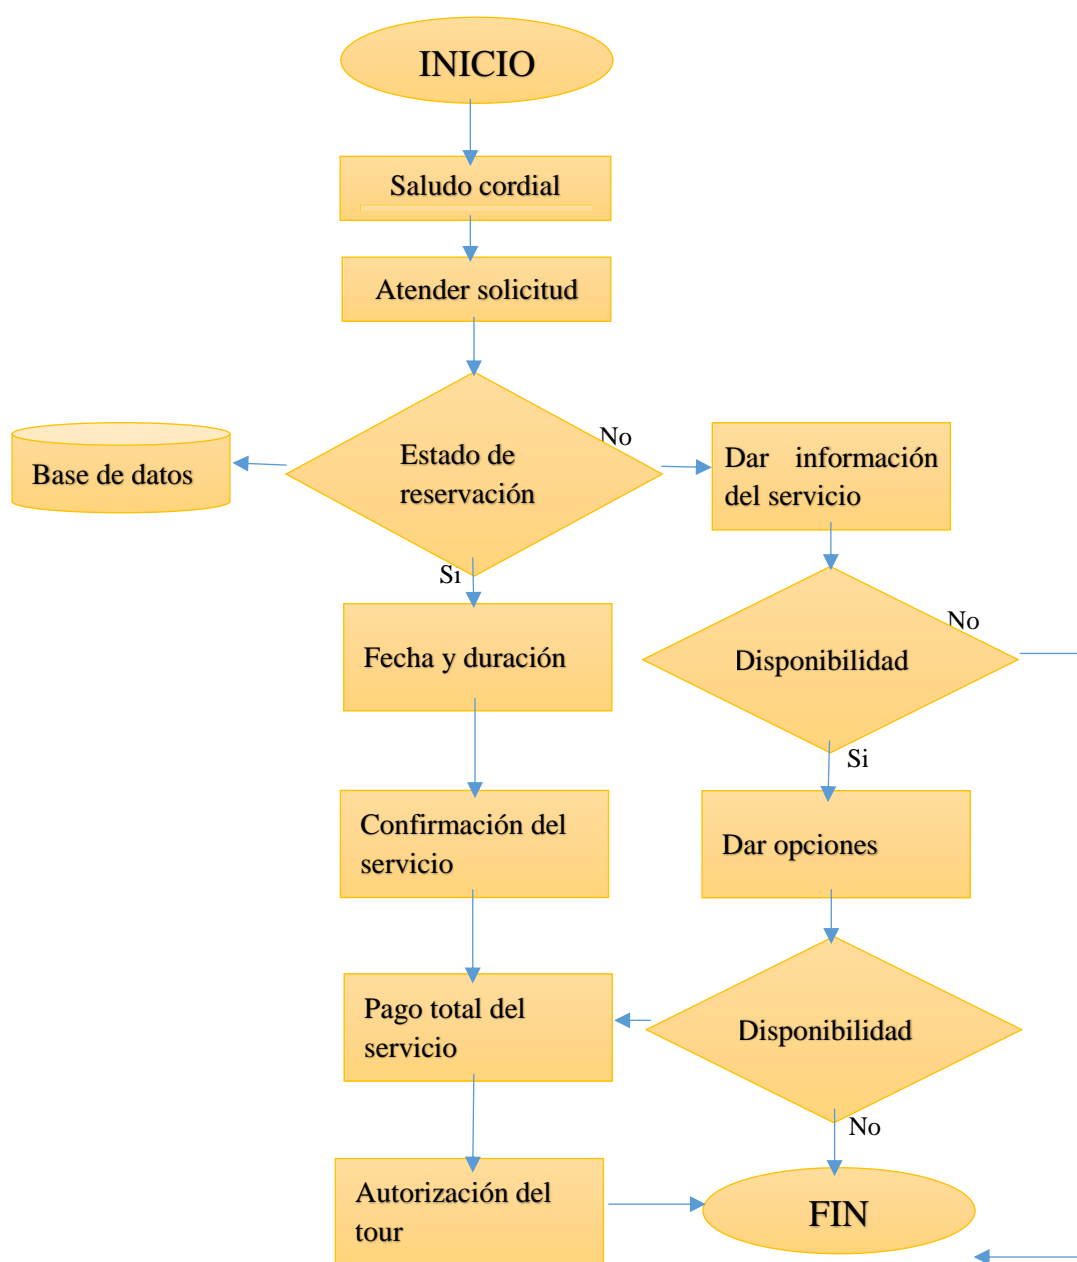 INICIO
Saludo cordial
Atender solicitud
Estado de
reservación
No
Base de datos
Dar información
del servicio
Si
Fecha y duración
Disponibilidad
No
Si
Confirmación del
servicio
Dar opciones
Pago total del
servicio
Disponibilidad
No
Autorización del
tour
FIN